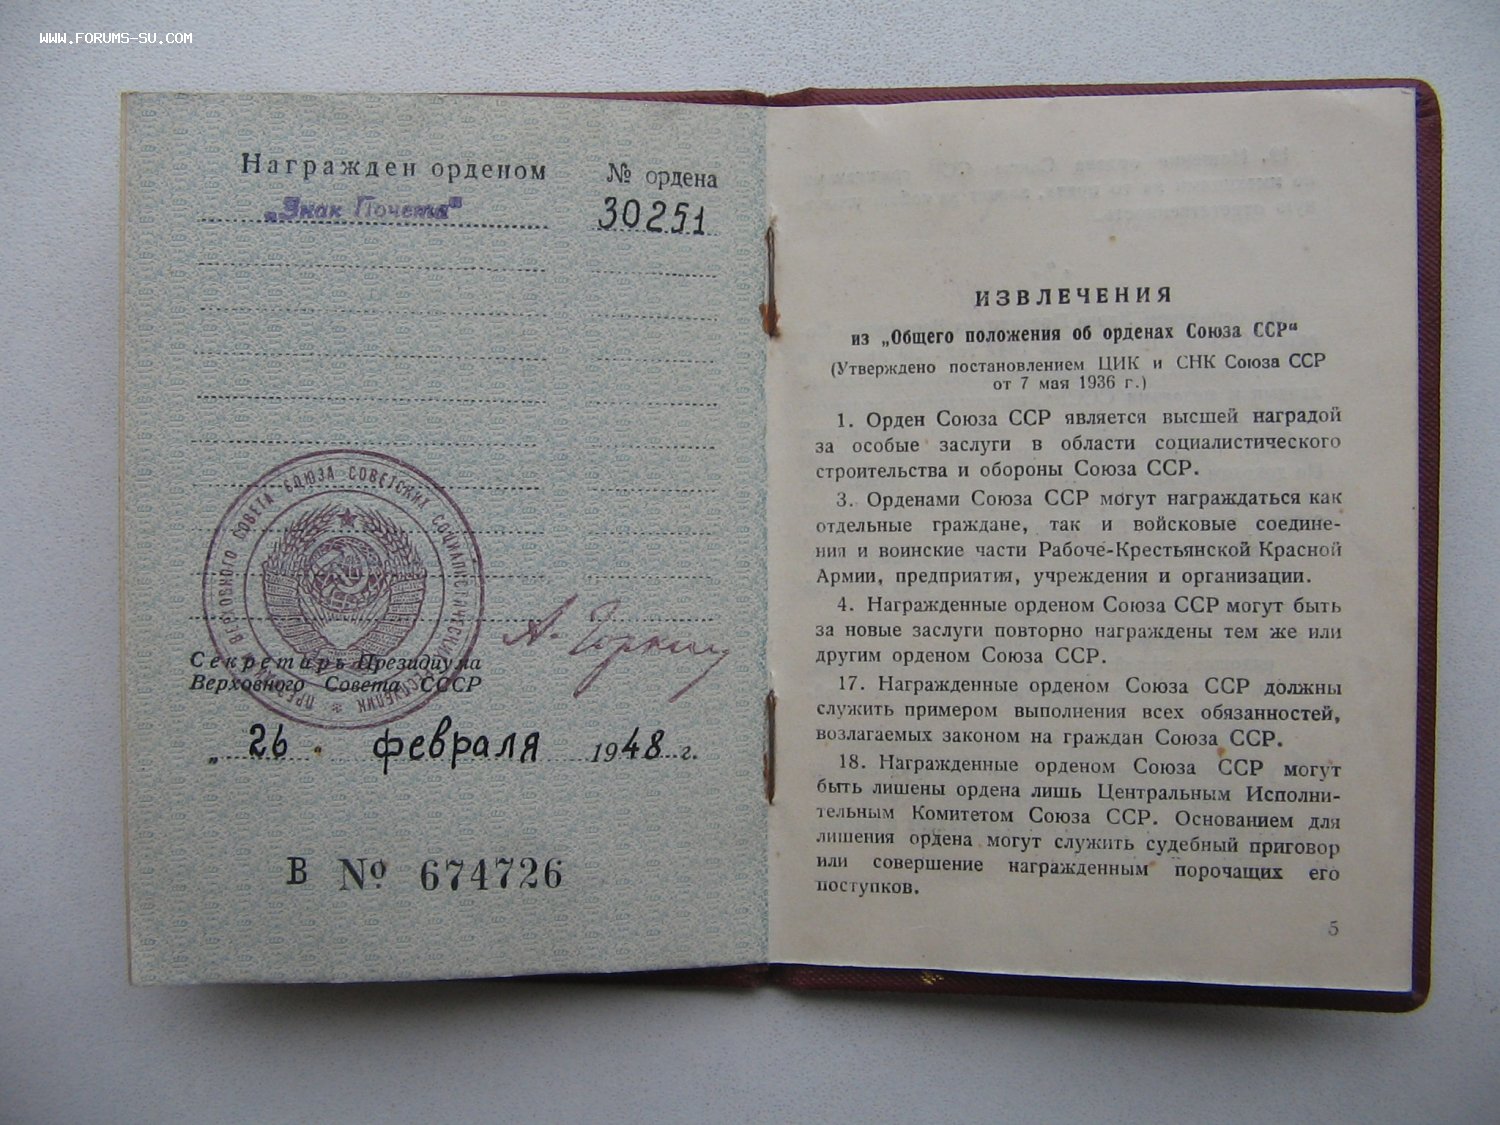 WWW.FORUMS-SU.COM
Награжден орденом
№ ордена
„Знак Почета"
30251
ВЕРХОВНОГО СОВЕТА СОЮЗА СОВЕТСКИХ СОЦИАЛИСТИЧЕСКИХ
А. Горкин
Секретарь Президиума
Верховного Совета СССР
„26" февраля 1948 г.
В № 674726
ИЗВЛЕЧЕНИЯ
из „Общего положения об орденах Союза ССР"
(Утверждено постановлением ЦИК и СНК Союза ССР
от 7 мая 1936 г.)
1. Орден Союза ССР является высшей наградой
за особые заслуги в области социалистического
строительства и обороны Союза ССР.
3. Орденами Союза ССР могут награждаться как
отдельные граждане, так и войсковые соедине-
ния и воинские части Рабоче-Крестьянской Красной
Армии, предприятия, учреждения и организации.
4. Награжденные орденом Союза ССР могут быть
за новые заслуги повторно награждены тем же или
другим орденом Союза ССР.
17. Награжденные орденом Союза ССР должны
служить примером выполнения всех обязанностей,
возлагаемых законом на граждан Союза ССР.
18. Награжденные орденом Союза ССР могут
быть лишены ордена лишь Центральным Исполни-
тельным Комитетом Союза ССР. Основанием для
лишения ордена могут служить судебный приговор
или совершение награжденным порочащих его
поступков.
5